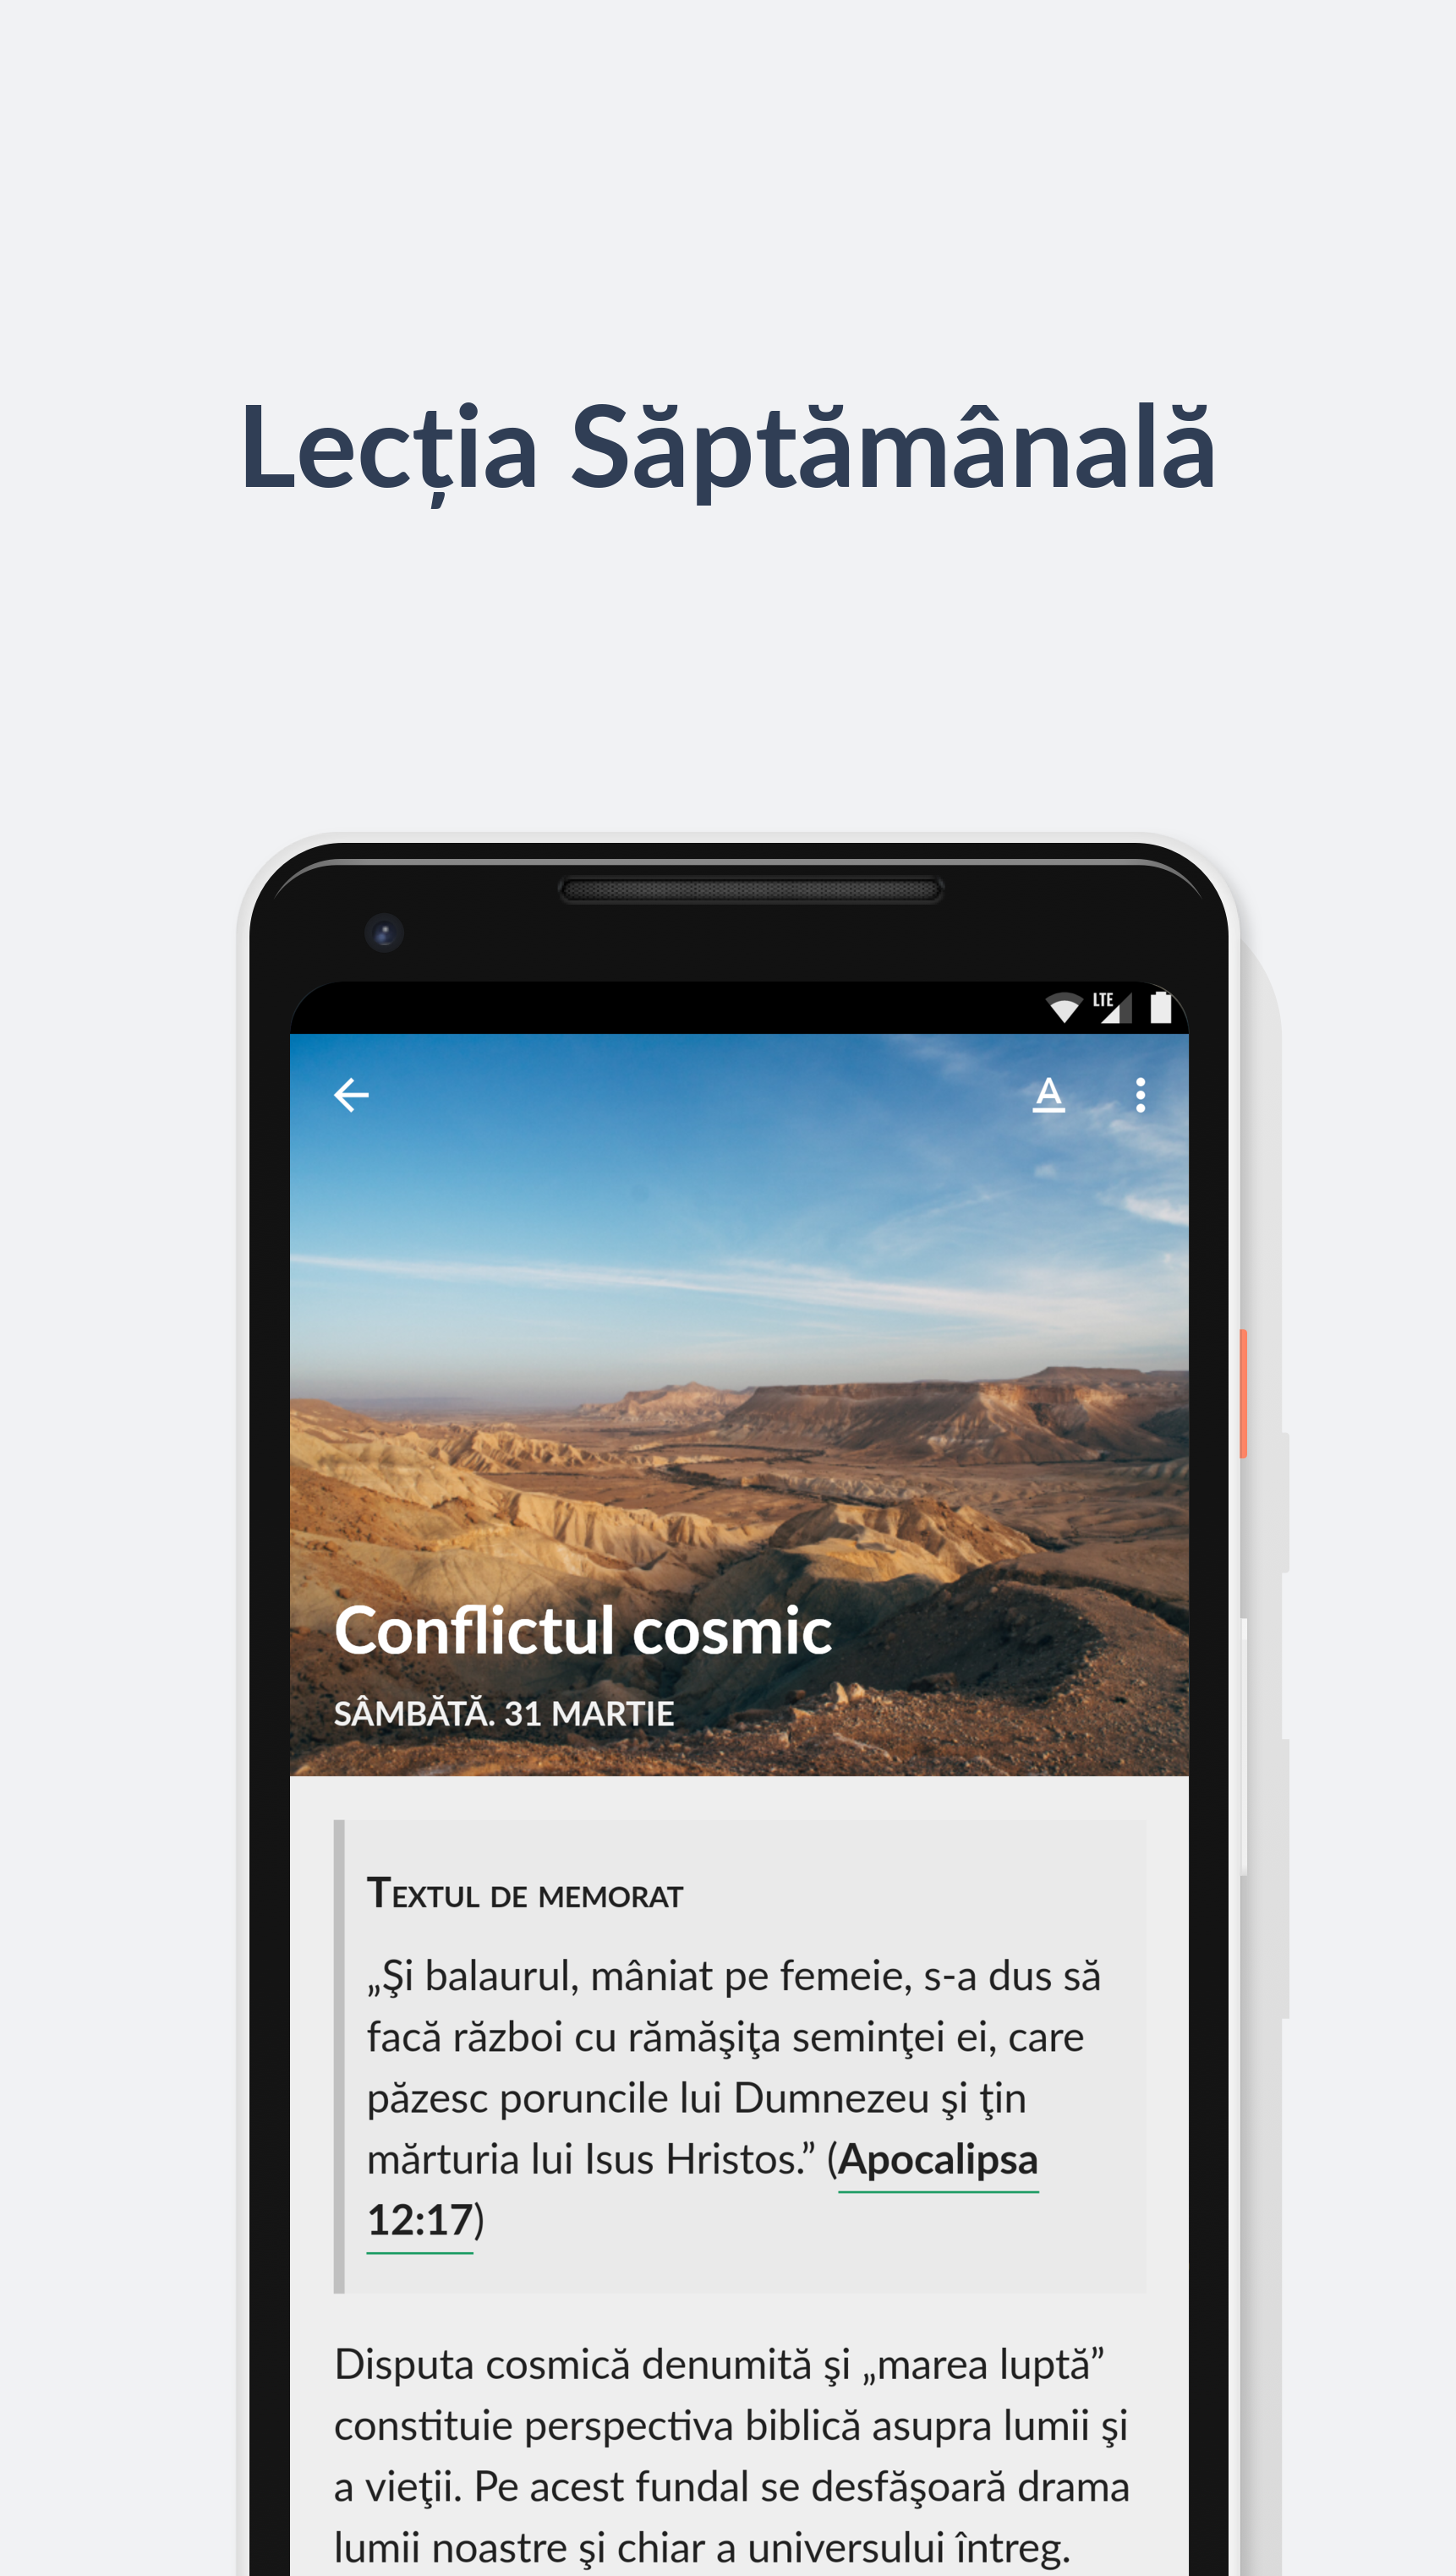 Lecția Săptămânală
LTE
A
Conflictul cosmic
SÂMBĂTĂ. 31 MARTIE
Textul de memorat
„Şi balaurul, mâniat pe femeie, s-a dus să
facă război cu rămăşiţa seminţei ei, care
păzesc poruncile lui Dumnezeu şi ţin
mărturia lui Isus Hristos.” (Apocalipsa
12:17)
Disputa cosmică denumită şi „marea luptă”
constituie perspectiva biblică asupra lumii şi
a vieţii. Pe acest fundal se desfăşoară drama
lumii noastre şi chiar a universului întreg.